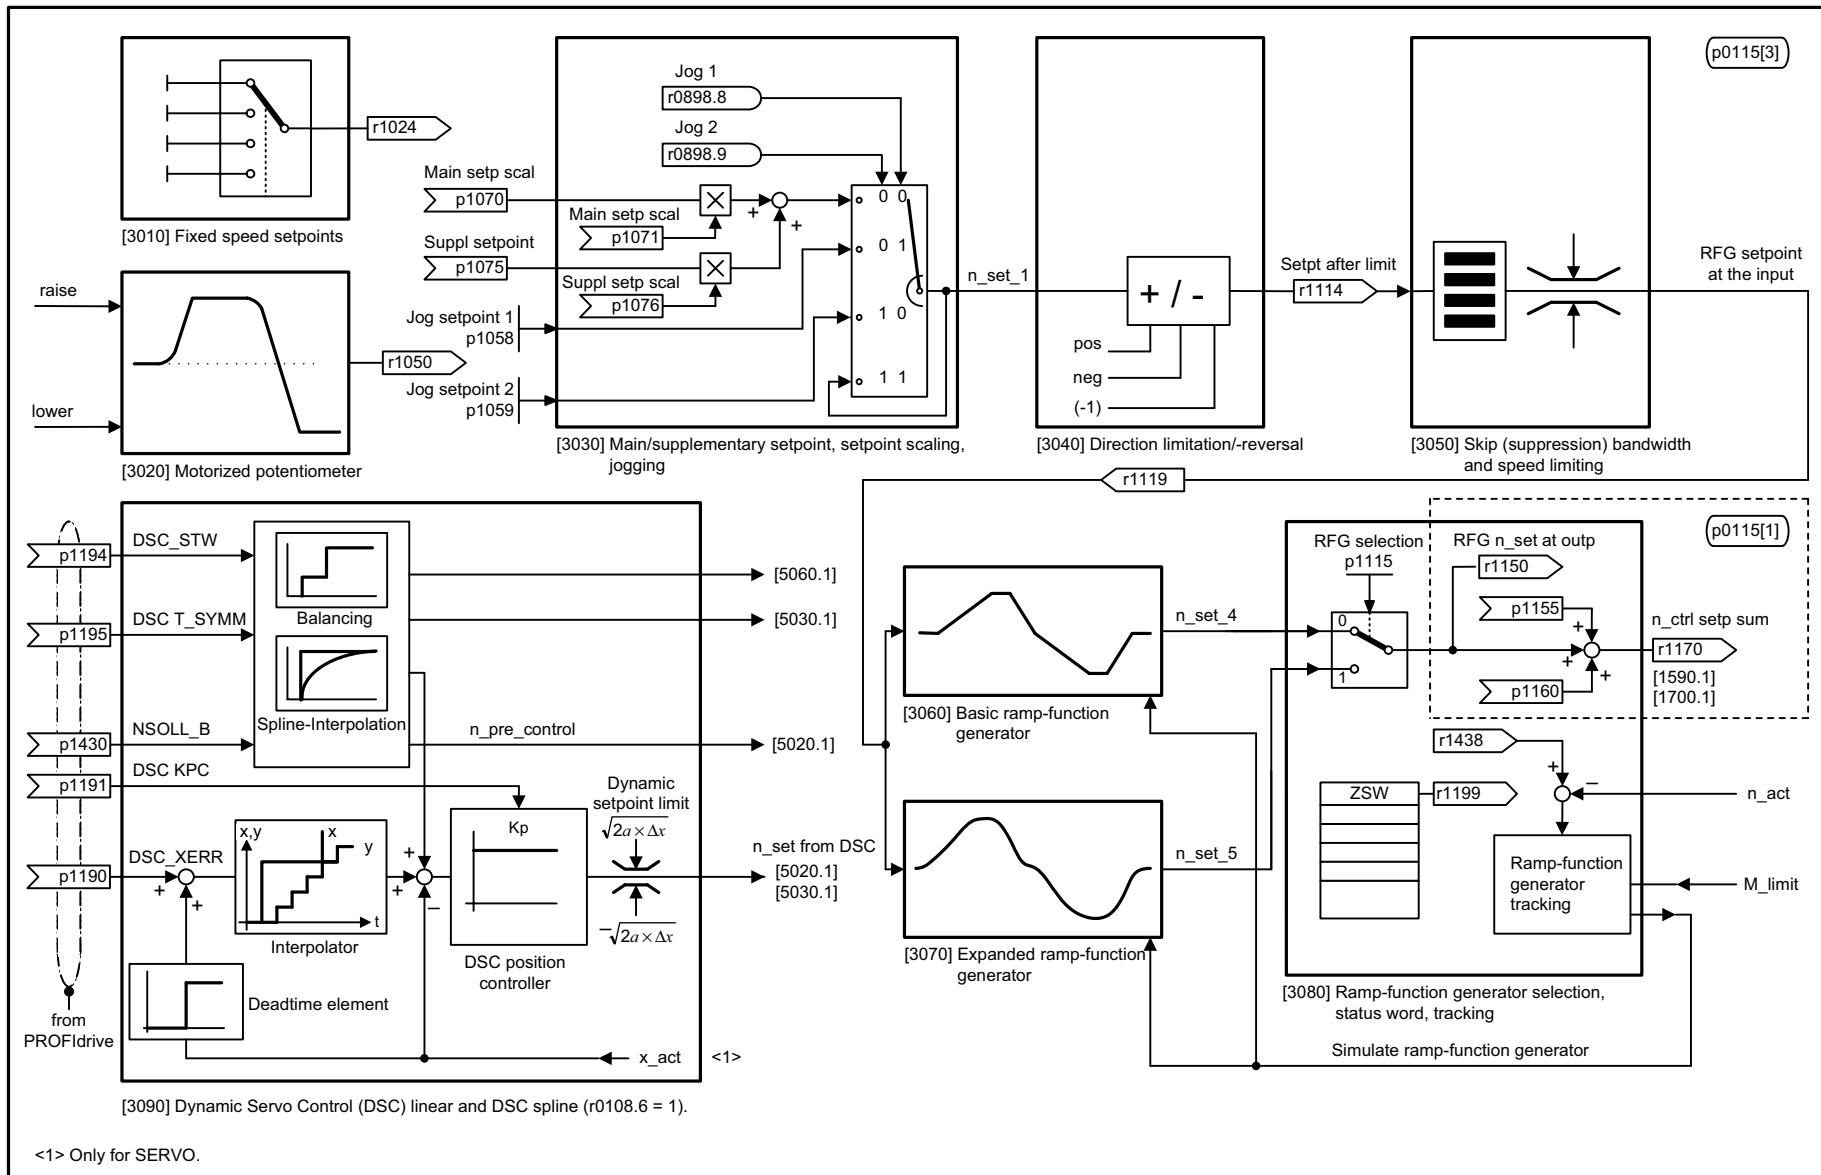 p0115[3]
r1024
[3010] Fixed speed setpoints
raise
lower
r1050
[3020] Motorized potentiometer
Jog 1
r0898.8
Jog 2
r0898.9
Main setp scal
p1070
Main setp scal
p1071
Suppl setpoint
p1075
Suppl setp scal
p1076
Jog setpoint 1
p1058
Jog setpoint 2
p1059
+
+
0 0
0 1
1 0
1 1
n_set_1
[3030] Main/supplementary setpoint, setpoint scaling,
jogging
+ / -
pos
neg
(-1)
[3040] Direction limitation/-reversal
Setpt after limit
r1114
[3050] Skip (suppression) bandwidth
and speed limiting
RFG setpoint
at the input
r1119
p1194
DSC_STW
p1195
DSC T_SYMM
p1430
NSOLL_B
p1191
DSC KPC
p1190
DSC_XERR
from
PROFIdrive
Balancing
Spline-Interpolation
[5060.1]
[5030.1]
n_pre_control
[5020.1]
+
+
x,y
x
y
t
Interpolator
Deadtime element
+
+
−
Kp
DSC position
controller
Dynamic
setpoint limit
√2a × Δx
−√2a × Δx
n_set from DSC
[5020.1]
[5030.1]
x_act
<1>
[3090] Dynamic Servo Control (DSC) linear and DSC spline (r0108.6 = 1).
n_set_4
[3060] Basic ramp-function
generator
n_set_5
[3070] Expanded ramp-function
generator
p0115[1]
RFG selection
p1115
0
1
RFG n_set at outp
r1150
p1155
+
+
p1160
+
n_ctrl setp sum
r1170
[1590.1]
[1700.1]
r1438
+
−
n_act
ZSW
r1199
Ramp-function
generator
tracking
M_limit
[3080] Ramp-function generator selection,
status word, tracking
Simulate ramp-function generator
<1> Only for SERVO.